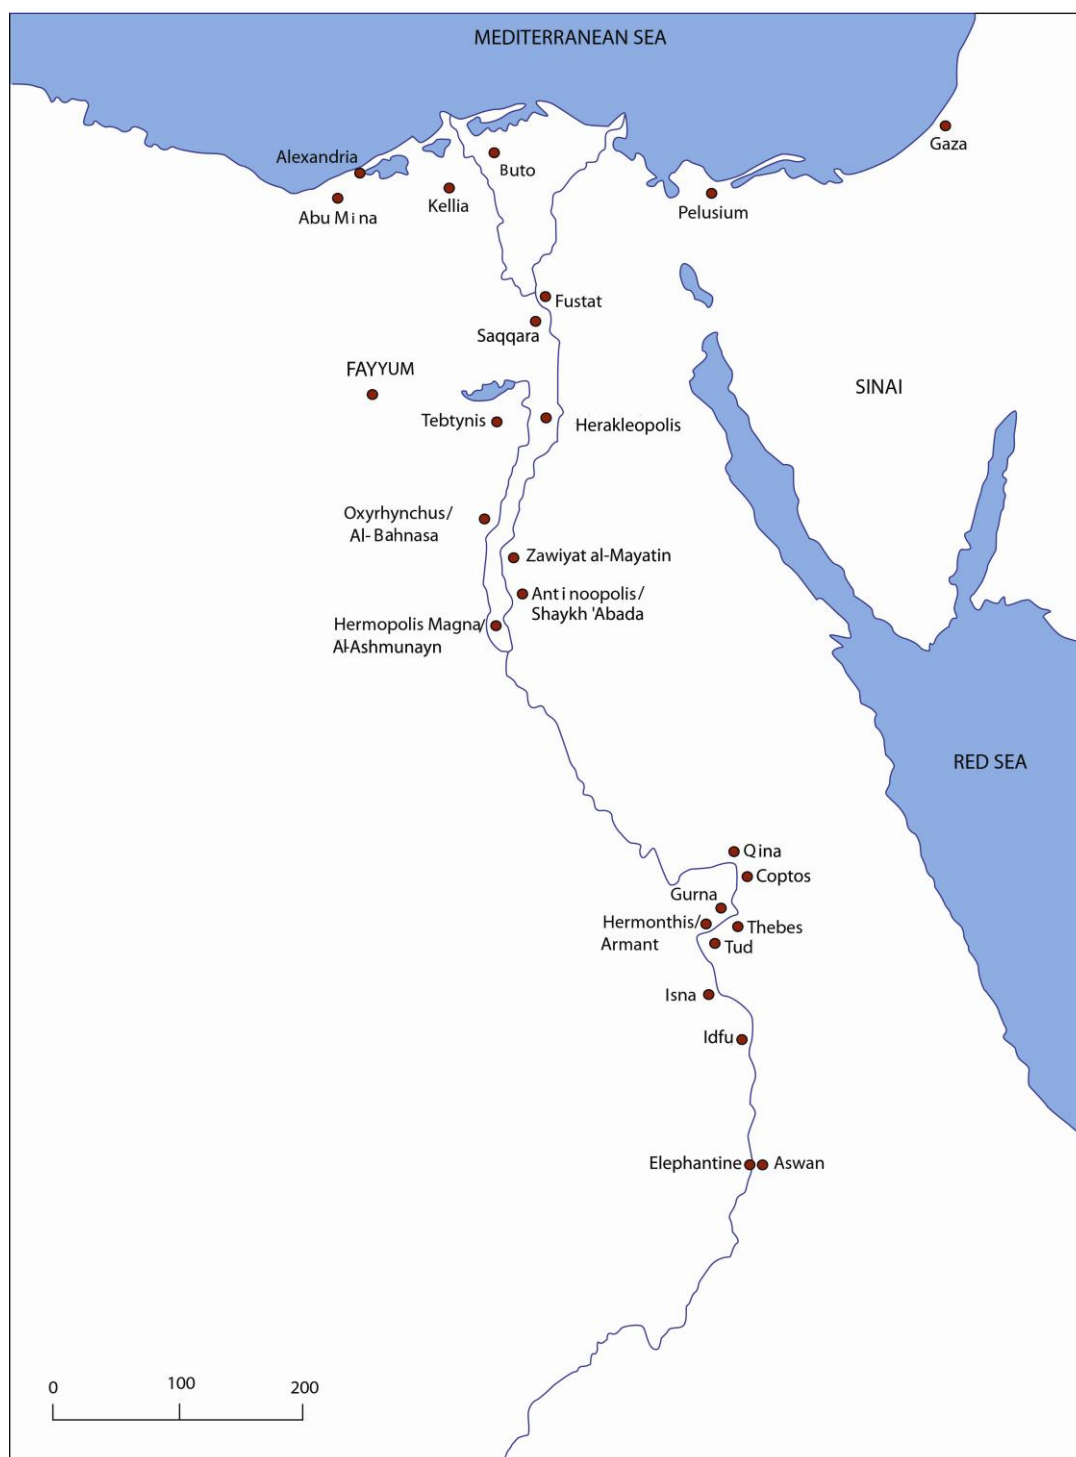 MEDITERRANEAN SEA
Gaza
Alexandria
Buto
Kellia
Abu Mina
Pelusium
Fustat
Saqqara
FAYYUM
SINAI
Tebtynis
Herakleopolis
Oxyrhynchus/
Al-Bahnasa
Zawiyat al-Mayatin
Antinoopolis/
Shaykh 'Abada
Hermopolis Magna/
Al-Ashmunayn
RED SEA
Qina
Coptos
Gurna
Hermonthis/
Armant
Thebes
Tud
Isna
Idfu
Elephantine
Aswan
0 100 200